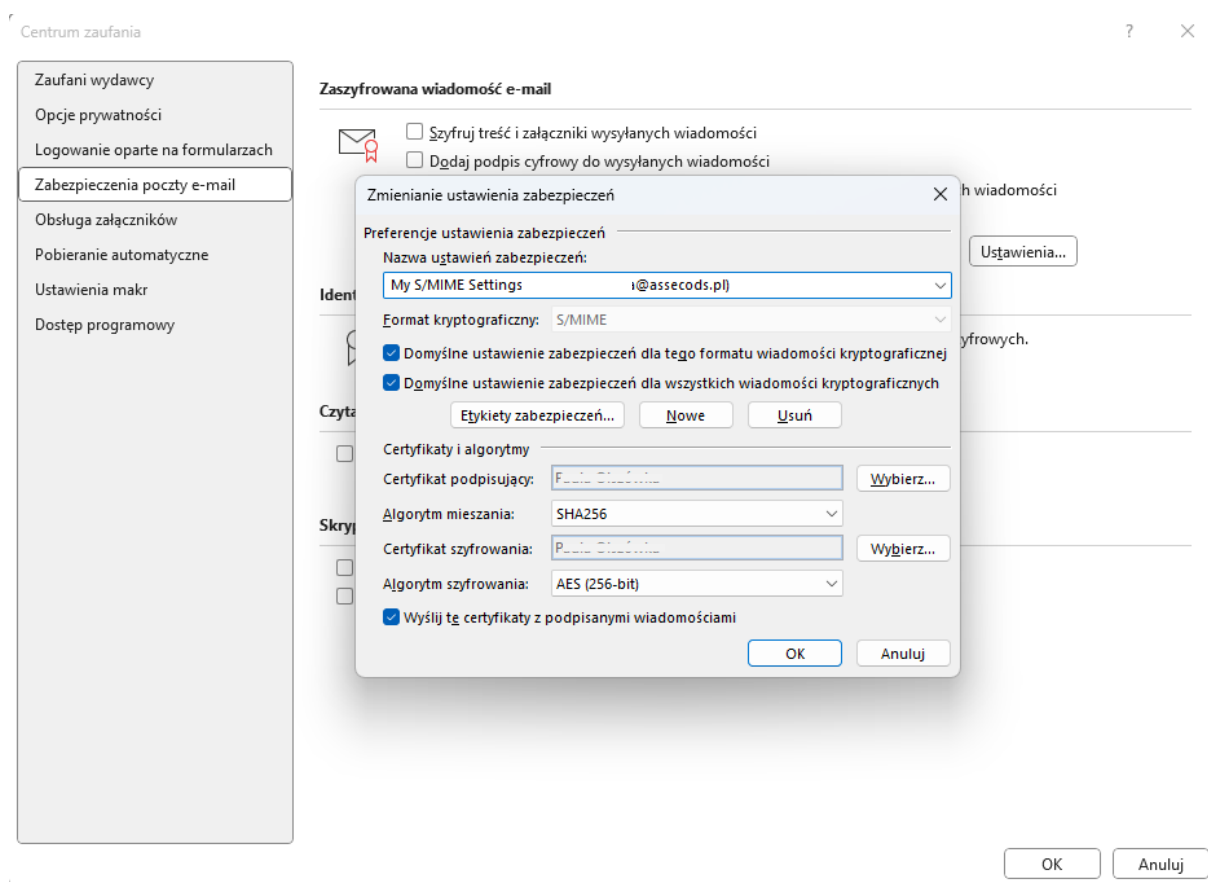 Centrum zaufania
?
Zaufani wydawcy
Opcje prywatności
Logowanie oparte na formularzach
Zabezpieczenia poczty e-mail
Obsługa załączników
Pobieranie automatyczne
Ustawienia makr
Dostęp programowy
Zaszyfrowana wiadomość e-mail
Szyfruj treść i załączniki wysyłanych wiadomości
Dodaj podpis cyfrowy do wysyłanych wiadomości
wiadomości
Ustawienia...
Zmienianie ustawienia zabezpieczeń
Preferencje ustawienia zabezpieczeń
Nazwa ustawień zabezpieczeń:
My S/MIME Settings @assecods.pl)
Format kryptograficzny: S/MIME
Domyślne ustawienie zabezpieczeń dla tego formatu wiadomości kryptograficznej
Domyślne ustawienie zabezpieczeń dla wszystkich wiadomości kryptograficznych
Etykiety zabezpieczeń... Nowe Usuń
Certyfikaty i algorytmy
Certyfikat podpisujący: Wybierz...
Algorytm mieszania: SHA256
Certyfikat szyfrowania: Wybierz...
Algorytm szyfrowania: AES (256-bit)
Wyślij te certyfikaty z podpisanymi wiadomościami
OK Anuluj
OK Anuluj